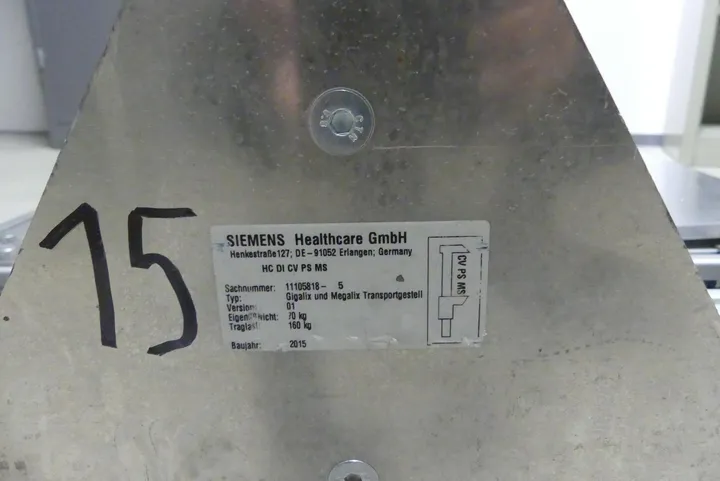 15
SIEMENS Healthcare GmbH
Henkestraße127; DE-91052 Erlangen; Germany
HC DI CV PS MS
Sachnummer: 11105818- 5
Typ: Gigalix und Megalix Transportgestell
Version: 01
70 kg
160 kg
Baujahr: 2015
CV PS MS